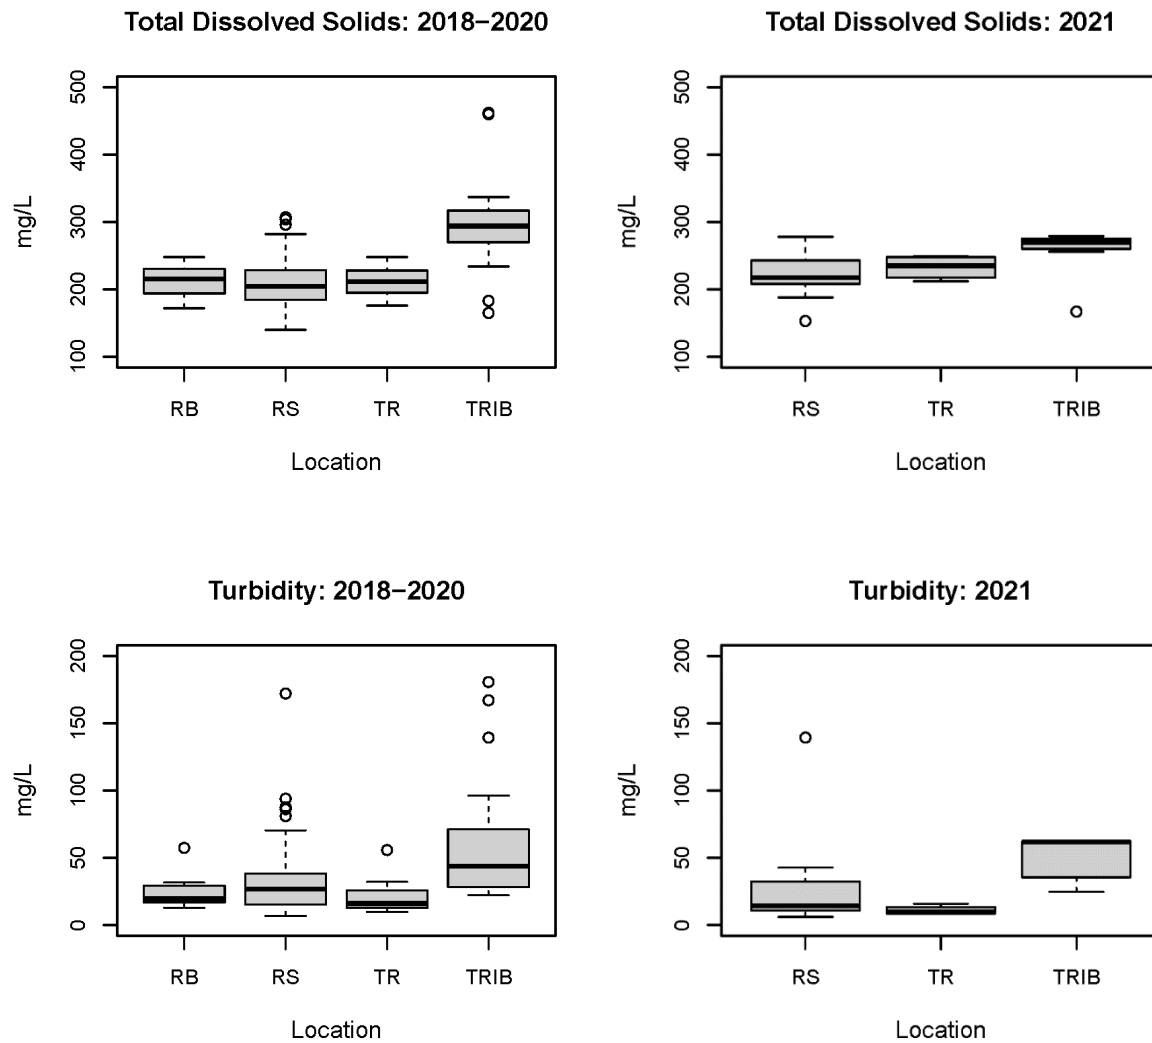 Total Dissolved Solids: 2018−2020
500
400
300
200
100
mg/L
RB RS TR TRIB
Location
Total Dissolved Solids: 2021
500
400
300
200
100
mg/L
RS TR TRIB
Location
Turbidity: 2018−2020
200
150
100
50
0
mg/L
RB RS TR TRIB
Location
Turbidity: 2021
200
150
100
50
0
mg/L
RS TR TRIB
Location